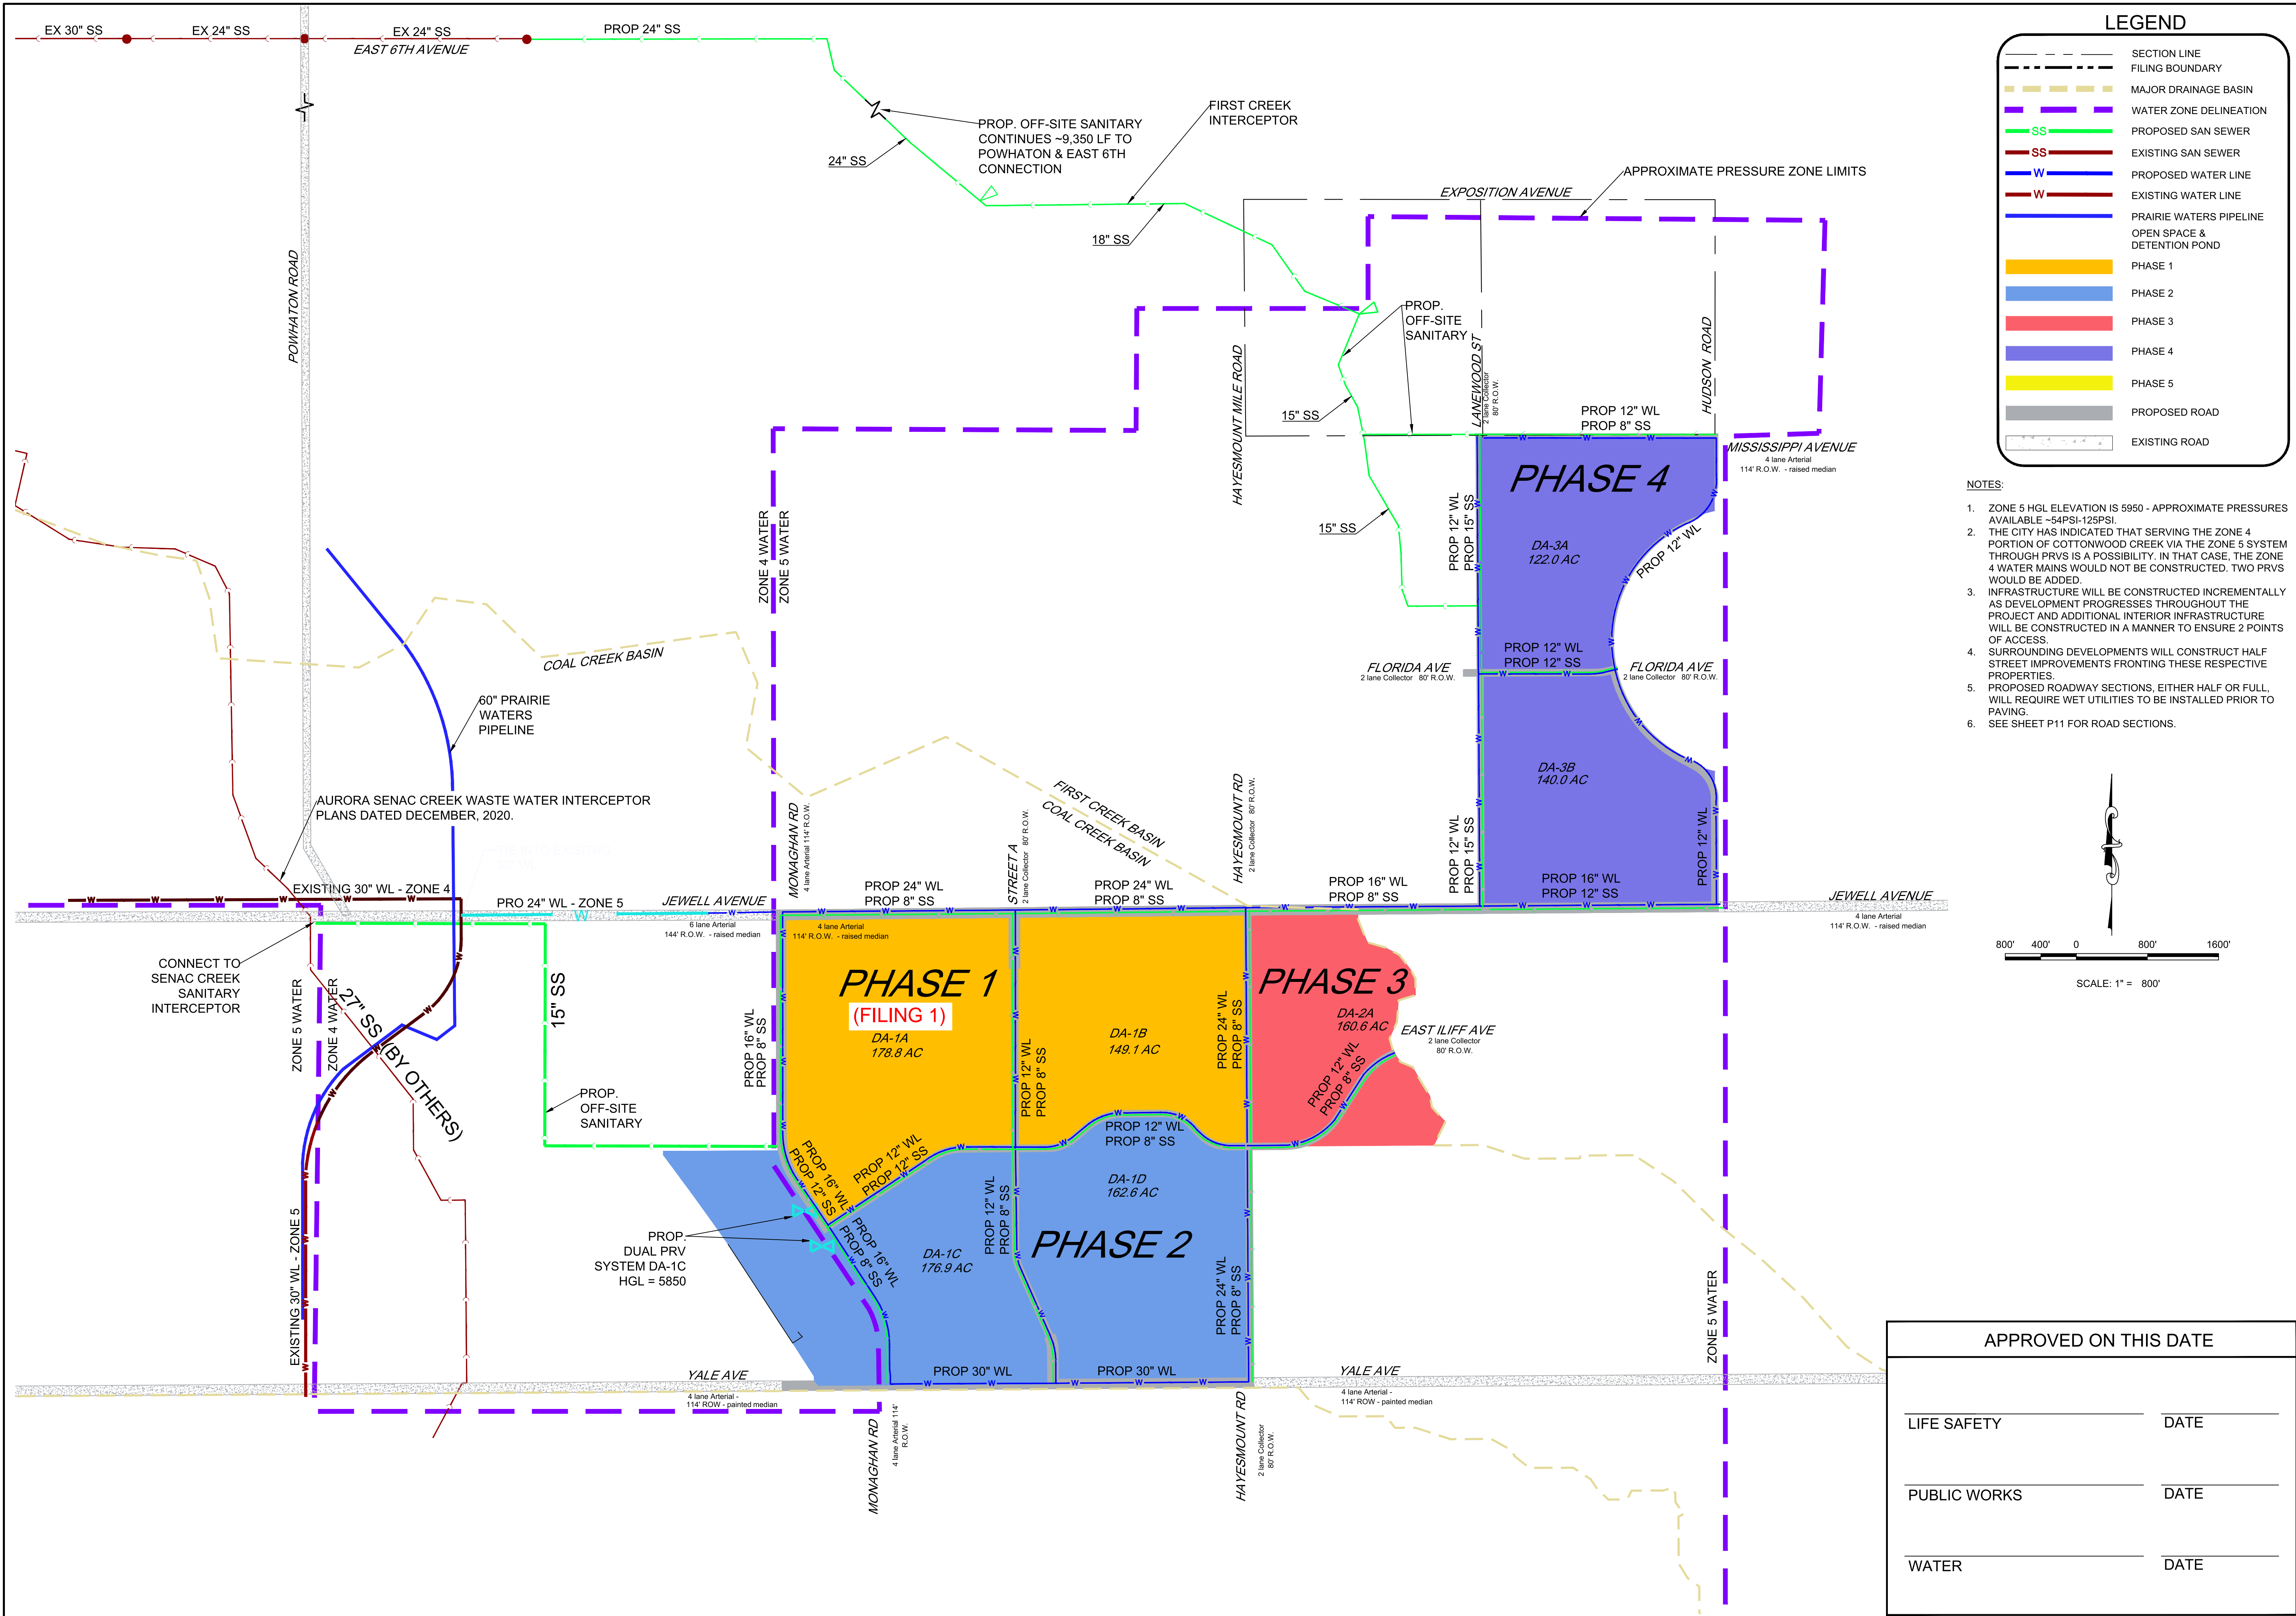 EX 30" SS
EX 24" SS
EX 24" SS
EAST 6TH AVENUE
PROP 24" SS
PROP. OFF-SITE SANITARY
CONTINUES ~9,350 LF TO
POWHATON & EAST 6TH
CONNECTION
FIRST CREEK
INTERCEPTOR
24" SS
18" SS
APPROXIMATE PRESSURE ZONE LIMITS
EXPOSITION AVENUE
POWHATON ROAD
HAYESMOUNT MILE ROAD
PROP.
OFF-SITE
SANITARY
LANEWOOD ST
2 lane Collector
80' R.O.W.
HUDSON ROAD
15" SS
15" SS
PROP 12" WL
PROP 8" SS
MISSISSIPPI AVENUE
4 lane Arterial
114' R.O.W. - raised median
PHASE 4
DA-3A
122.0 AC
PROP 12" WL
PROP 12" WL
PROP 15" SS
ZONE 4 WATER
ZONE 5 WATER
PROP 12" WL
PROP 12" SS
FLORIDA AVE
2 lane Collector 80' R.O.W.
FLORIDA AVE
2 lane Collector 80' R.O.W.
DA-3B
140.0 AC
PROP 12" WL
PROP 15" SS
PROP 12" WL
PROP 16" WL
PROP 12" SS
COAL CREEK BASIN
60" PRAIRIE
WATERS
PIPELINE
AURORA SENAC CREEK WASTE WATER INTERCEPTOR
PLANS DATED DECEMBER, 2020.
FIRST CREEK BASIN
COAL CREEK BASIN
MONAGHAN RD
4 lane Arterial 114' R.O.W.
STREET A
2 lane Collector 80' R.O.W.
HAYESMOUNT RD
2 lane Collector 80' R.O.W.
EXISTING 30" WL - ZONE 4
PRO 24" WL - ZONE 5
W
JEWELL AVENUE
6 lane Arterial
144' R.O.W. - raised median
4 lane Arterial
114' R.O.W. - raised median
PROP 24" WL
PROP 8" SS
PROP 24" WL
PROP 8" SS
PROP 16" WL
PROP 8" SS
JEWELL AVENUE
4 lane Arterial
114' R.O.W. - raised median
CONNECT TO
SENAC CREEK
SANITARY
INTERCEPTOR
ZONE 5 WATER
ZONE 4 WATER
27" SS (BY OTHERS)
15" SS
PROP.
OFF-SITE
SANITARY
PROP 16" WL
PROP 8" SS
PHASE 1
(FILING 1)
DA-1A
178.8 AC
DA-1B
149.1 AC
PROP 12" WL
PROP 8" SS
PROP 24" WL
PROP 8" SS
PHASE 3
DA-2A
160.6 AC
EAST ILIFF AVE
2 lane Collector
80' R.O.W.
PROP 12" WL
PROP 8" SS
PROP 12" WL
PROP 8" SS
PROP 16" WL
PROP 12" SS
PROP 12" WL
PROP 12" SS
PROP 16" WL
PROP 8" SS
PROP.
DUAL PRV
SYSTEM DA-1C
HGL = 5850
DA-1C
176.9 AC
PROP 12" WL
PROP 8" SS
DA-1D
162.6 AC
PHASE 2
PROP 24" WL
PROP 8" SS
EXISTING 30" WL - ZONE 5
ZONE 5 WATER
YALE AVE
4 lane Arterial -
114' ROW - painted median
PROP 30" WL
PROP 30" WL
YALE AVE
4 lane Arterial -
114' ROW - painted median
MONAGHAN RD
4 lane Arterial 114'
R.O.W.
HAYESMOUNT RD
2 lane Collector
80' R.O.W.
LEGEND
SECTION LINE
FILING BOUNDARY
MAJOR DRAINAGE BASIN
WATER ZONE DELINEATION
SS PROPOSED SAN SEWER
SS EXISTING SAN SEWER
W PROPOSED WATER LINE
W EXISTING WATER LINE
PRAIRIE WATERS PIPELINE
OPEN SPACE &
DETENTION POND
PHASE 1
PHASE 2
PHASE 3
PHASE 4
PHASE 5
PROPOSED ROAD
EXISTING ROAD
NOTES:
1. ZONE 5 HGL ELEVATION IS 5950 - APPROXIMATE PRESSURES
AVAILABLE ~54PSI-125PSI.
2. THE CITY HAS INDICATED THAT SERVING THE ZONE 4
PORTION OF COTTONWOOD CREEK VIA THE ZONE 5 SYSTEM
THROUGH PRVS IS A POSSIBILITY. IN THAT CASE, THE ZONE
4 WATER MAINS WOULD NOT BE CONSTRUCTED. TWO PRVS
WOULD BE ADDED.
3. INFRASTRUCTURE WILL BE CONSTRUCTED INCREMENTALLY
AS DEVELOPMENT PROGRESSES THROUGHOUT THE
PROJECT AND ADDITIONAL INTERIOR INFRASTRUCTURE
WILL BE CONSTRUCTED IN A MANNER TO ENSURE 2 POINTS
OF ACCESS.
4. SURROUNDING DEVELOPMENTS WILL CONSTRUCT HALF
STREET IMPROVEMENTS FRONTING THESE RESPECTIVE
PROPERTIES.
5. PROPOSED ROADWAY SECTIONS, EITHER HALF OR FULL,
WILL REQUIRE WET UTILITIES TO BE INSTALLED PRIOR TO
PAVING.
6. SEE SHEET P11 FOR ROAD SECTIONS.
800' 400' 0 800' 1600'
SCALE: 1" = 800'
APPROVED ON THIS DATE
LIFE SAFETY DATE
PUBLIC WORKS DATE
WATER DATE